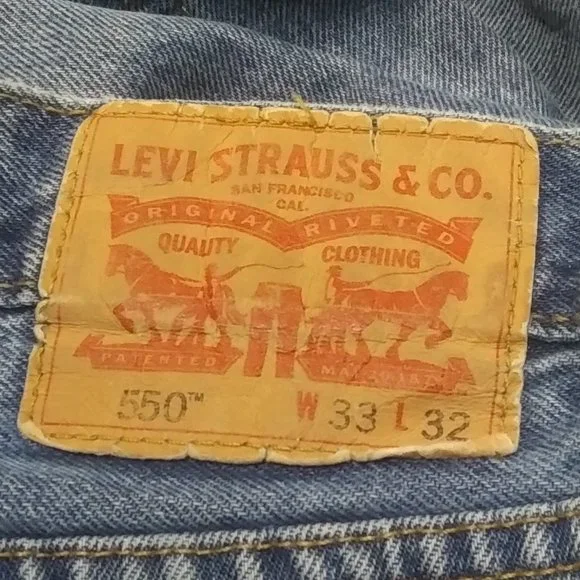 LEVI STRAUSS & CO.
SAN FRANCISCO
CAL.
ORIGINAL RIVETED
QUALITY CLOTHING
PATENTED
550™ W 33 L 32